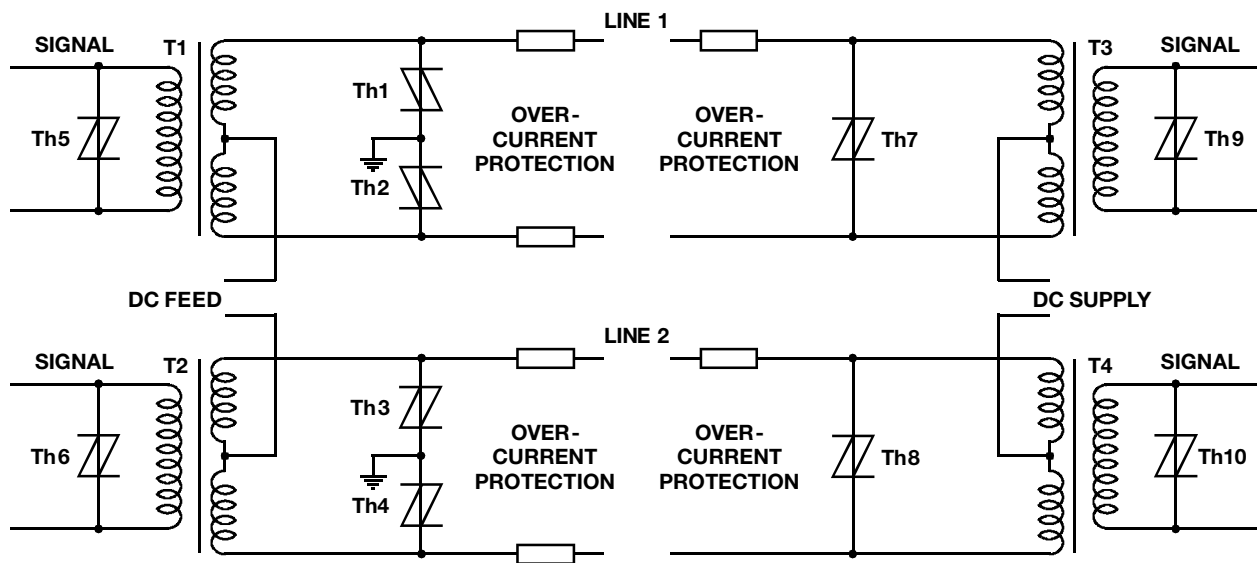 LINE 1
SIGNAL
T1
T3
SIGNAL
Th1
Th5
OVER-
CURRENT
PROTECTION
OVER-
CURRENT
PROTECTION
Th7
Th9
Th2
DC FEED
DC SUPPLY
LINE 2
SIGNAL
T2
T4
SIGNAL
Th3
Th6
OVER-
CURRENT
PROTECTION
OVER-
CURRENT
PROTECTION
Th8
Th10
Th4